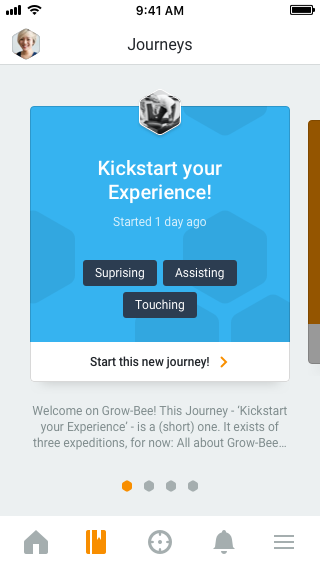 9:41 AM
Journeys
Kickstart your
Experience!
Started 1 day ago
Suprising
Assisting
Touching
Start this new journey!
Welcome on Grow-Bee! This Journey - ‘Kickstart
your Experience’ - is a (short) one. It exists of
three expeditions, for now: All about Grow-Bee...